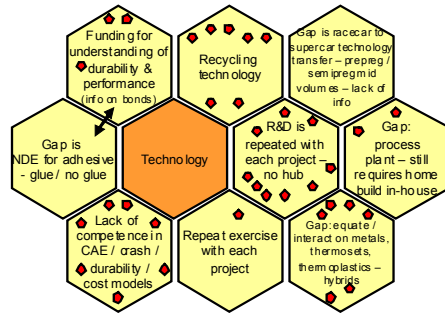 Funding for
understanding of
durability &
performance
(info on bonds)
Recycling
technology
Gap is racecar to
supercar technology
transfer – prepreg /
semipreg mid
volumes – lack of
info
Gap is
NDE for adhesive
- glue / no glue
Technology
R&D is
repeated with
each project –
no hub
Gap:
process
plant – still
requires home
build in-house
Lack of
competence in
CAE / crash /
durability /
cost models
Repeat exercise
with each
project
Gap: equate /
interaction metals,
thermosets,
thermoplastics –
hybrids